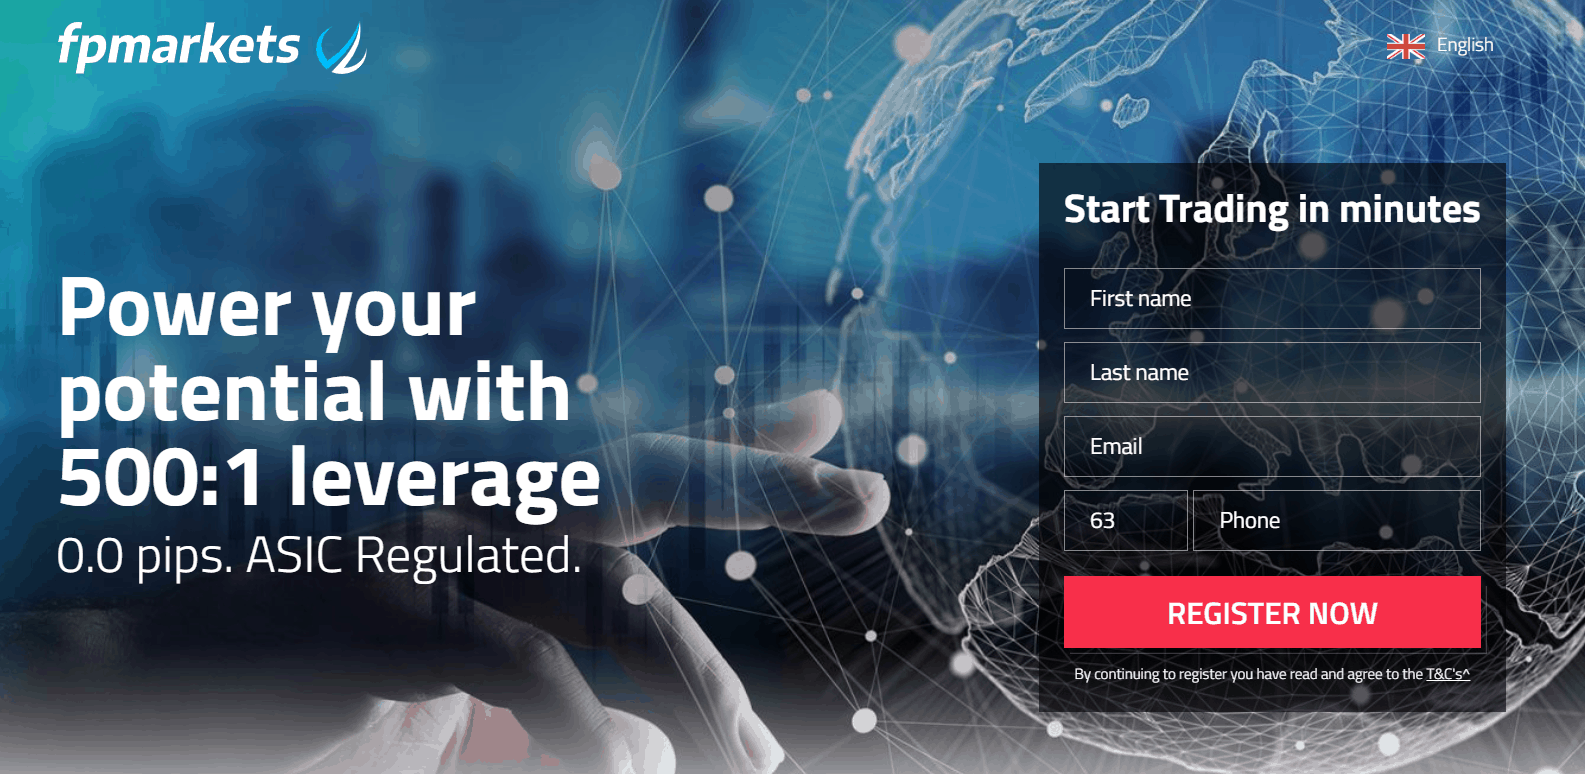 fpmarkets
English
Power your
potential with
500:1 leverage
0.0 pips. ASIC Regulated.
Start Trading in minutes
First name
Last name
Email
63 Phone
REGISTER NOW
By continuing to register you have read and agree to the T&C's^